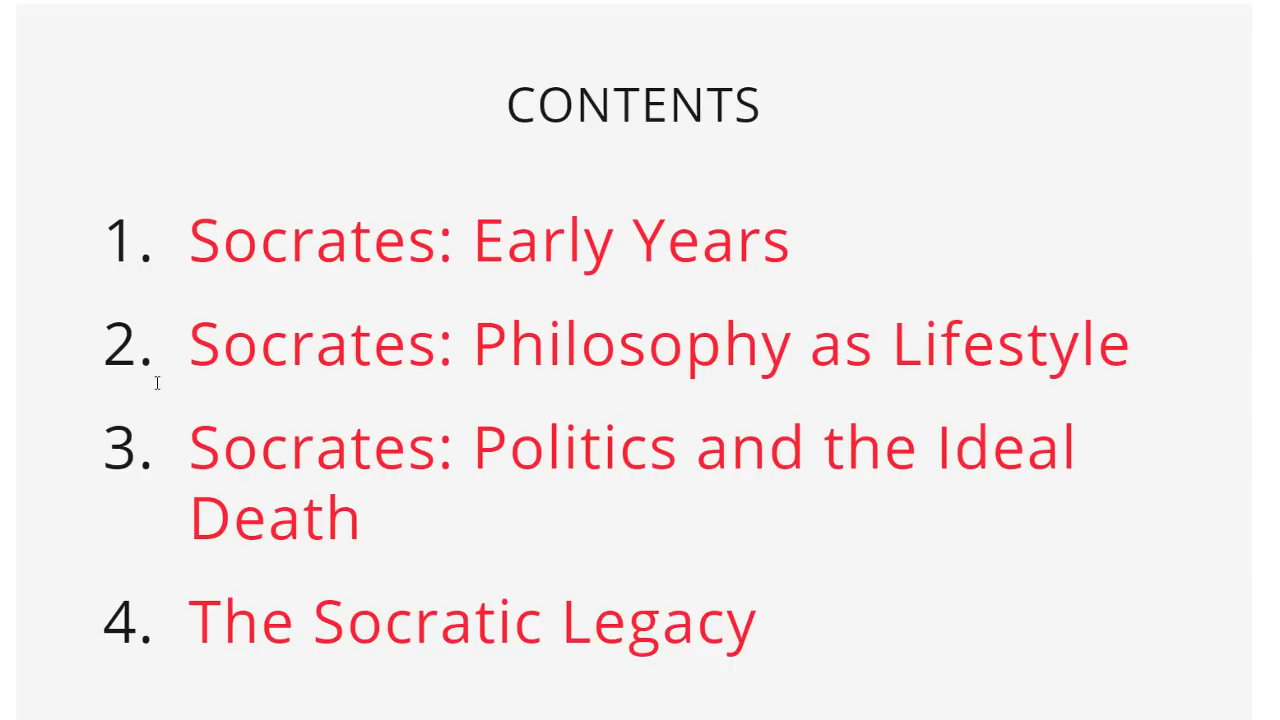 CONTENTS
1. Socrates: Early Years
2. Socrates: Philosophy as Lifestyle
3. Socrates: Politics and the Ideal
Death
4. The Socratic Legacy